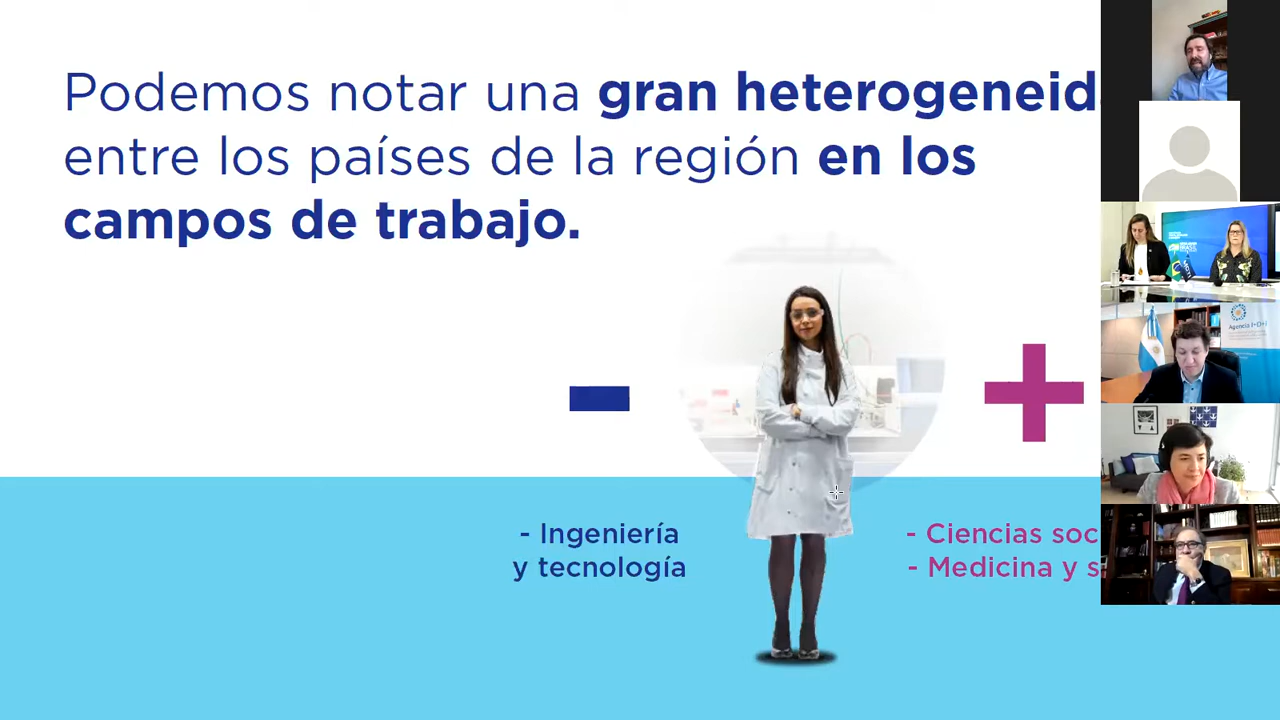 Podemos notar una gran heterogeneid
entre los países de la región en los
campos de trabajo.
- Ingeniería
y tecnología
- Ciencias soc
- Medicina y s
Agencia I+D+i